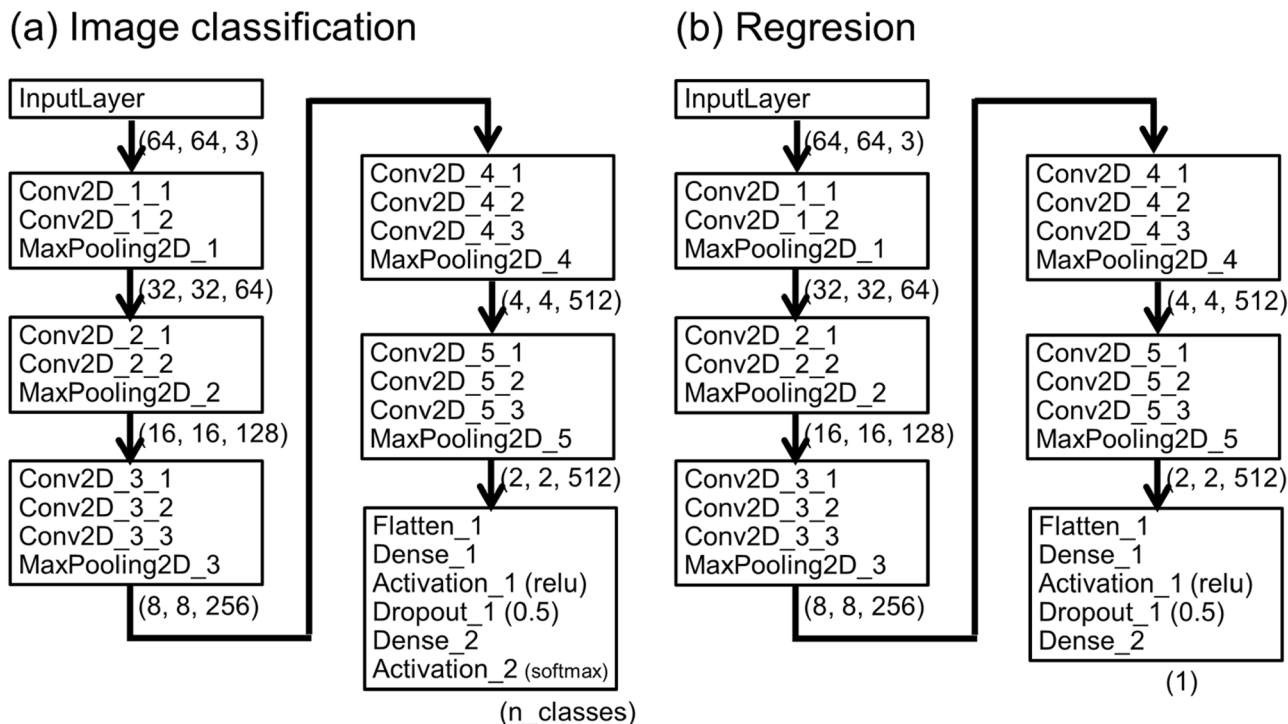 (a) Image classification
InputLayer
(64, 64, 3)
Conv2D_1_1
Conv2D_1_2
MaxPooling2D_1
(32, 32, 64)
Conv2D_2_1
Conv2D_2_2
MaxPooling2D_2
(16, 16, 128)
Conv2D_3_1
Conv2D_3_2
Conv2D_3_3
MaxPooling2D_3
(8, 8, 256)
Conv2D_4_1
Conv2D_4_2
Conv2D_4_3
MaxPooling2D_4
(4, 4, 512)
Conv2D_5_1
Conv2D_5_2
Conv2D_5_3
MaxPooling2D_5
(2, 2, 512)
Flatten_1
Dense_1
Activation_1 (relu)
Dropout_1 (0.5)
Dense_2
Activation_2 (softmax)
(n_classes)
(b) Regresion
InputLayer
(64, 64, 3)
Conv2D_1_1
Conv2D_1_2
MaxPooling2D_1
(32, 32, 64)
Conv2D_2_1
Conv2D_2_2
MaxPooling2D_2
(16, 16, 128)
Conv2D_3_1
Conv2D_3_2
Conv2D_3_3
MaxPooling2D_3
(8, 8, 256)
Conv2D_4_1
Conv2D_4_2
Conv2D_4_3
MaxPooling2D_4
(4, 4, 512)
Conv2D_5_1
Conv2D_5_2
Conv2D_5_3
MaxPooling2D_5
(2, 2, 512)
Flatten_1
Dense_1
Activation_1 (relu)
Dropout_1 (0.5)
Dense_2
(1)